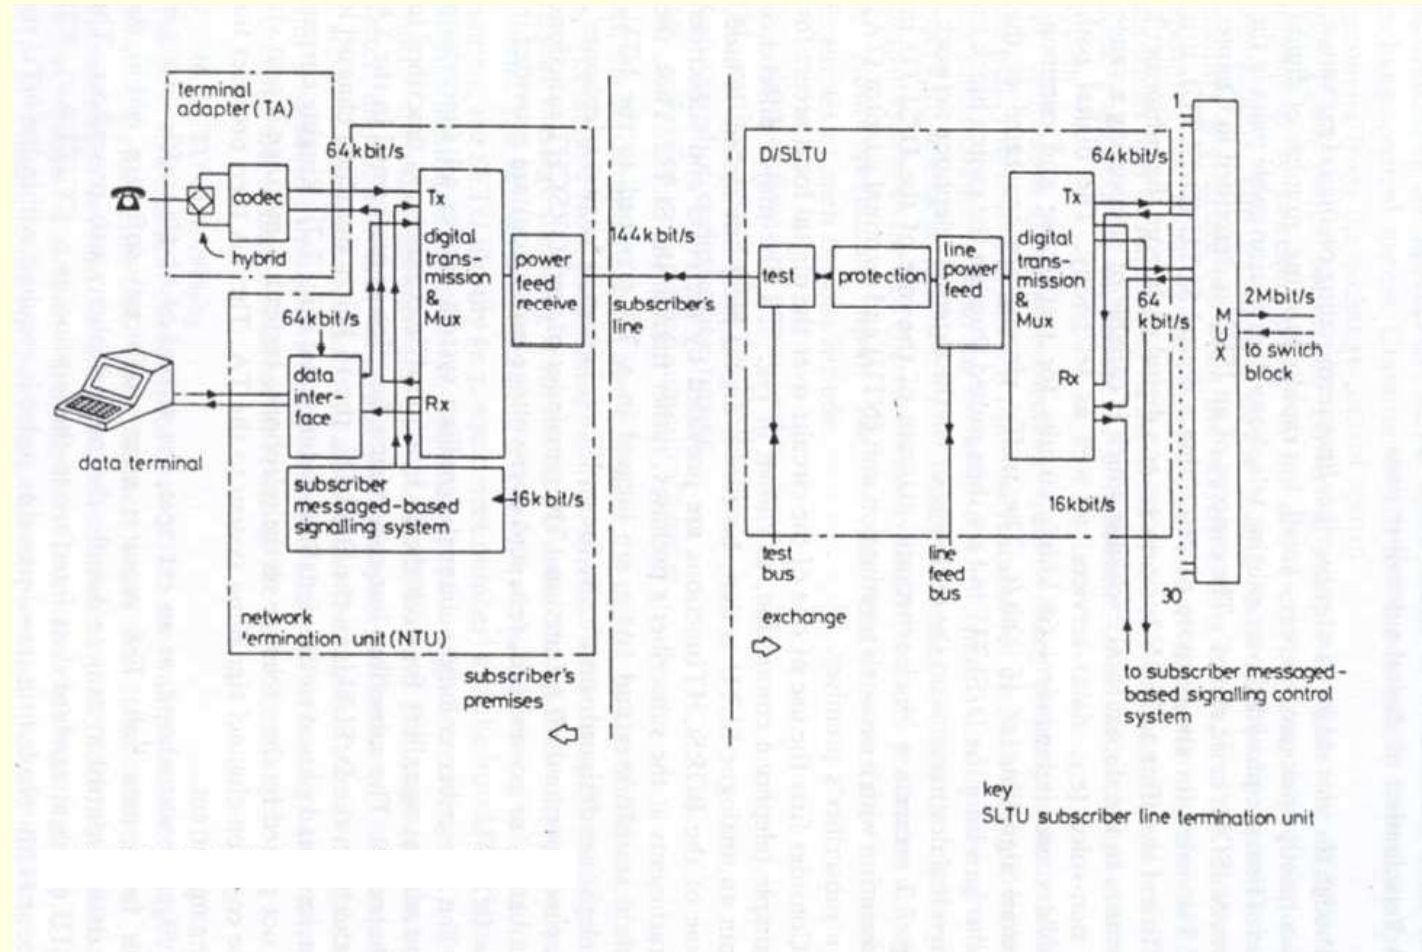 terminal
adapter(TA)
64kbit/s
codec
hybrid
Tx
digital
trans-
mission
&
Mux
Rx
power
feed
receive
64kbit/s
data
inter-
face
data terminal
subscriber
messaged-based
signalling system
16kbit/s
network
termination unit(NTU)
subscriber's
premises
144kbit/s
subscriber's
line
D/SLTU
test
protection
line
power
feed
Tx
digital
trans-
mission
&
Mux
Rx
64kbit/s
64
kbit/s
16kbit/s
test
bus
line
feed
bus
exchange
1
30
MUX
2Mbit/s
to switch
block
to subscriber messaged-
based signalling control
system
key
SLTU subscriber line termination unit